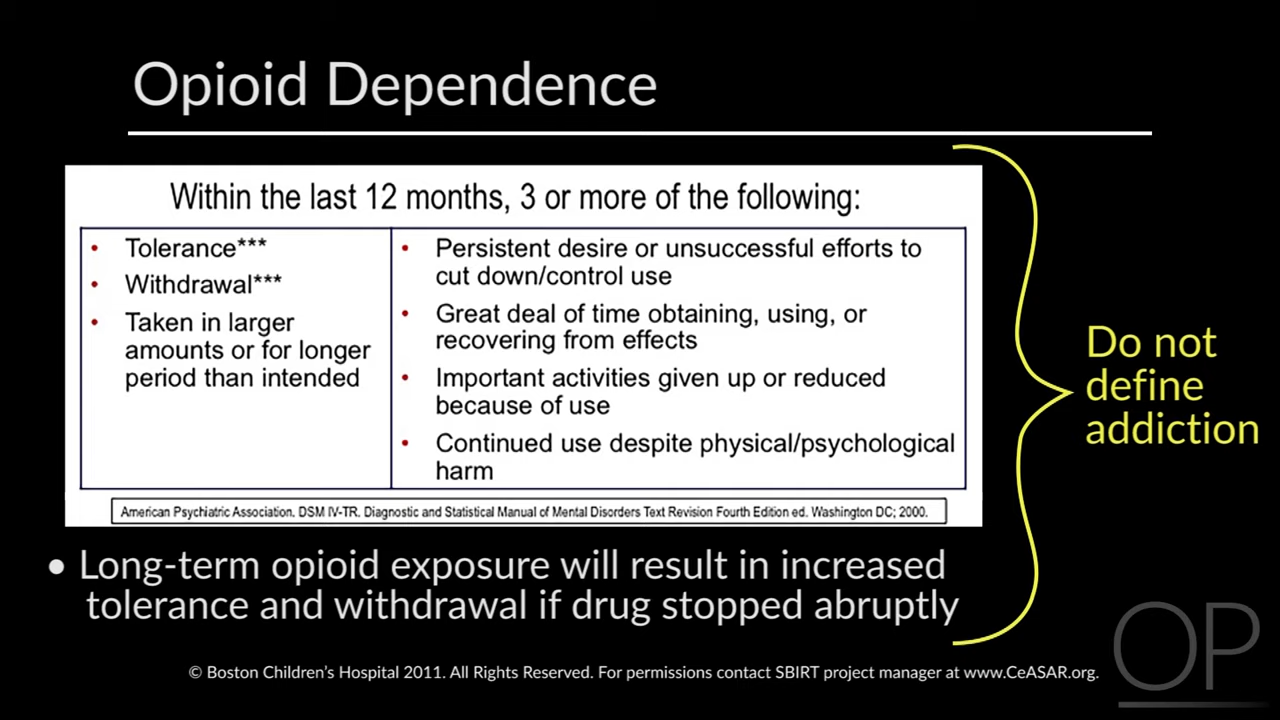 Opioid Dependence
Within the last 12 months, 3 or more of the following:
• Tolerance***
• Withdrawal***
• Taken in larger
amounts or for longer
period than intended
• Persistent desire or unsuccessful efforts to
cut down/control use
• Great deal of time obtaining, using, or
recovering from effects
• Important activities given up or reduced
because of use
• Continued use despite physical/psychological
harm
American Psychiatric Association. DSM IV-TR. Diagnostic and Statistical Manual of Mental Disorders Text Revision Fourth Edition ed. Washington DC; 2000.
Do not
define
addiction
• Long-term opioid exposure will result in increased
tolerance and withdrawal if drug stopped abruptly
© Boston Children's Hospital 2011. All Rights Reserved. For permissions contact SBIRT project manager at www.CeASAR.org.
OP